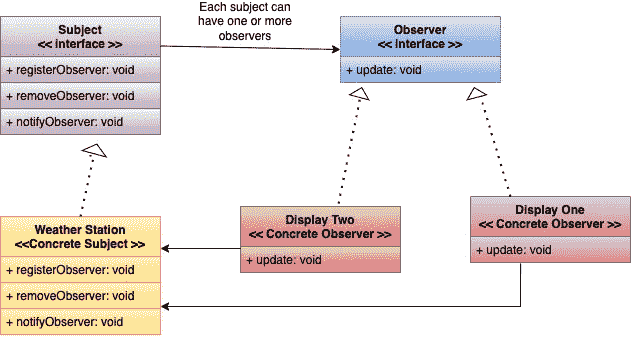 Each subject can
have one or more
observers
Subject
<< interface >>
+ registerObserver: void
+ removeObserver: void
+ notifyObserver: void
Observer
<< interface >>
+ update: void
Weather Station
<<Concrete Subject >>
+ registerObserver: void
+ removeObserver: void
+ notifyObserver: void
Display Two
<< Concrete Observer >>
+ update: void
Display One
<< Concrete Observer >>
+ update: void